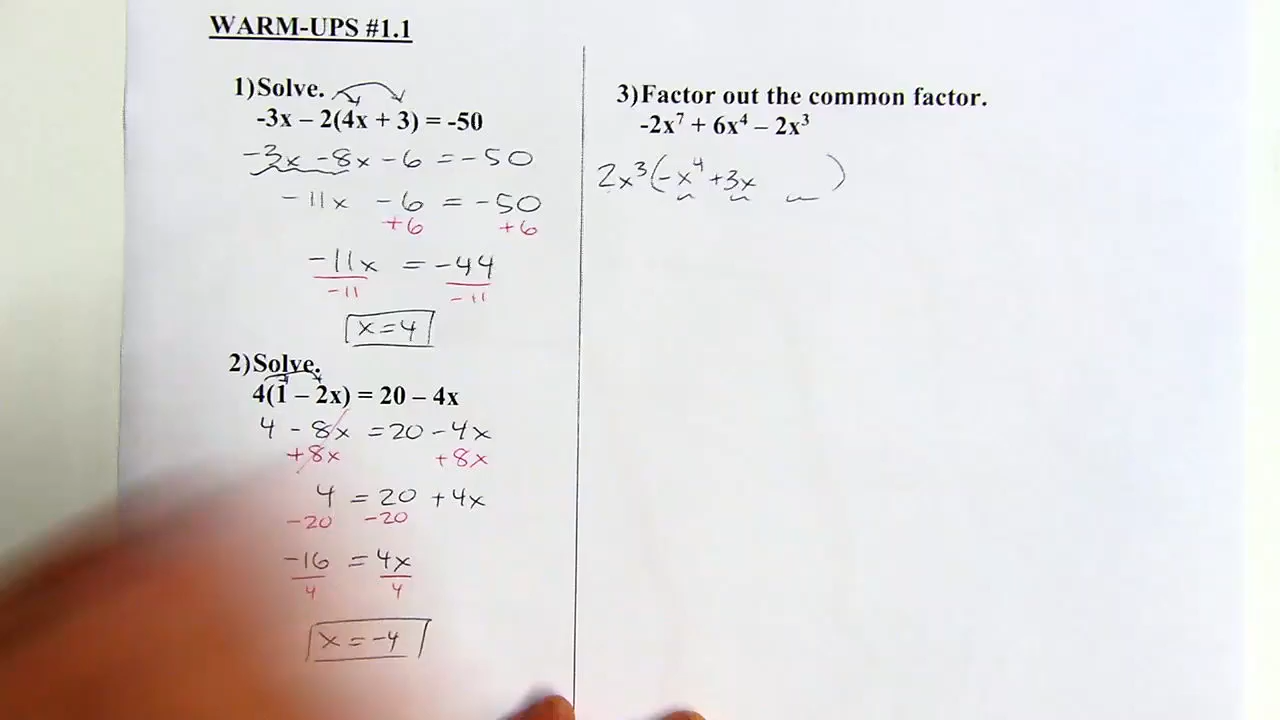 WARM-UPS #1.1
1)Solve.
-3x – 2(4x + 3) = -50
-3x -8x -6 = -50
-11x -6 = -50
+6 +6
-11x = -44
-11 -11
x = 4
2)Solve.
4(1 – 2x) = 20 – 4x
4 - 8x = 20 - 4x
+8x +8x
4 = 20 + 4x
-20 -20
-16 = 4x
4 4
x = -4
3)Factor out the common factor.
-2x⁷ + 6x⁴ – 2x³
2x³(-x⁴ +3x )